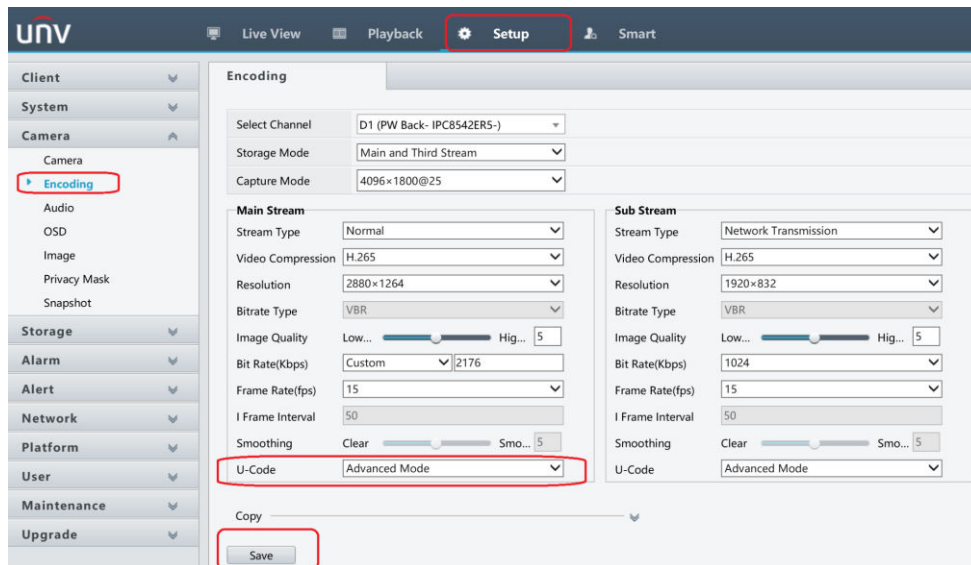 unv
Live View
Playback
Setup
Smart
Client
System
Camera
Camera
Encoding
Audio
OSD
Image
Privacy Mask
Snapshot
Storage
Alarm
Alert
Network
Platform
User
Maintenance
Upgrade
Encoding
Select Channel D1 (PW Back- IPC8542ER5-)
Storage Mode Main and Third Stream
Capture Mode 4096×1800@25
Main Stream
Stream Type Normal
Video Compression H.265
Resolution 2880×1264
Bitrate Type VBR
Image Quality Low... Hig... 5
Bit Rate(Kbps) Custom 2176
Frame Rate(fps) 15
I Frame Interval 50
Smoothing Clear Smo... 5
U-Code Advanced Mode
Sub Stream
Stream Type Network Transmission
Video Compression H.265
Resolution 1920×832
Bitrate Type VBR
Image Quality Low... Hig... 5
Bit Rate(Kbps) 1024
Frame Rate(fps) 15
I Frame Interval 50
Smoothing Clear Smo... 5
U-Code Advanced Mode
Copy
Save